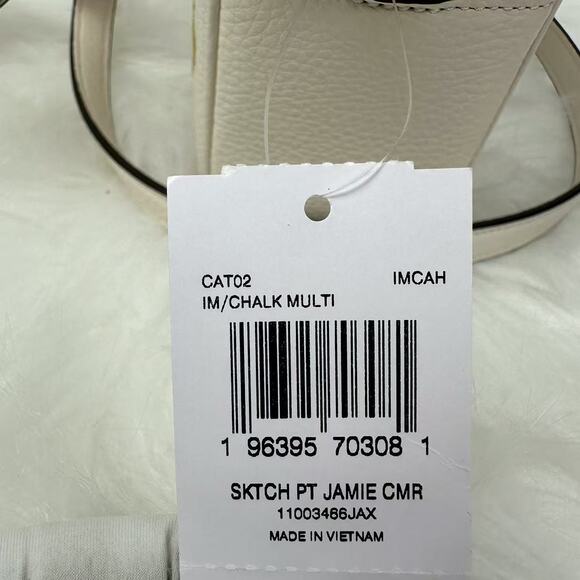 CAT02 IMCAH
IM/CHALK MULTI
1 96395 70308 1
SKTCH PT JAMIE CMR
11003466JAX
MADE IN VIETNAM